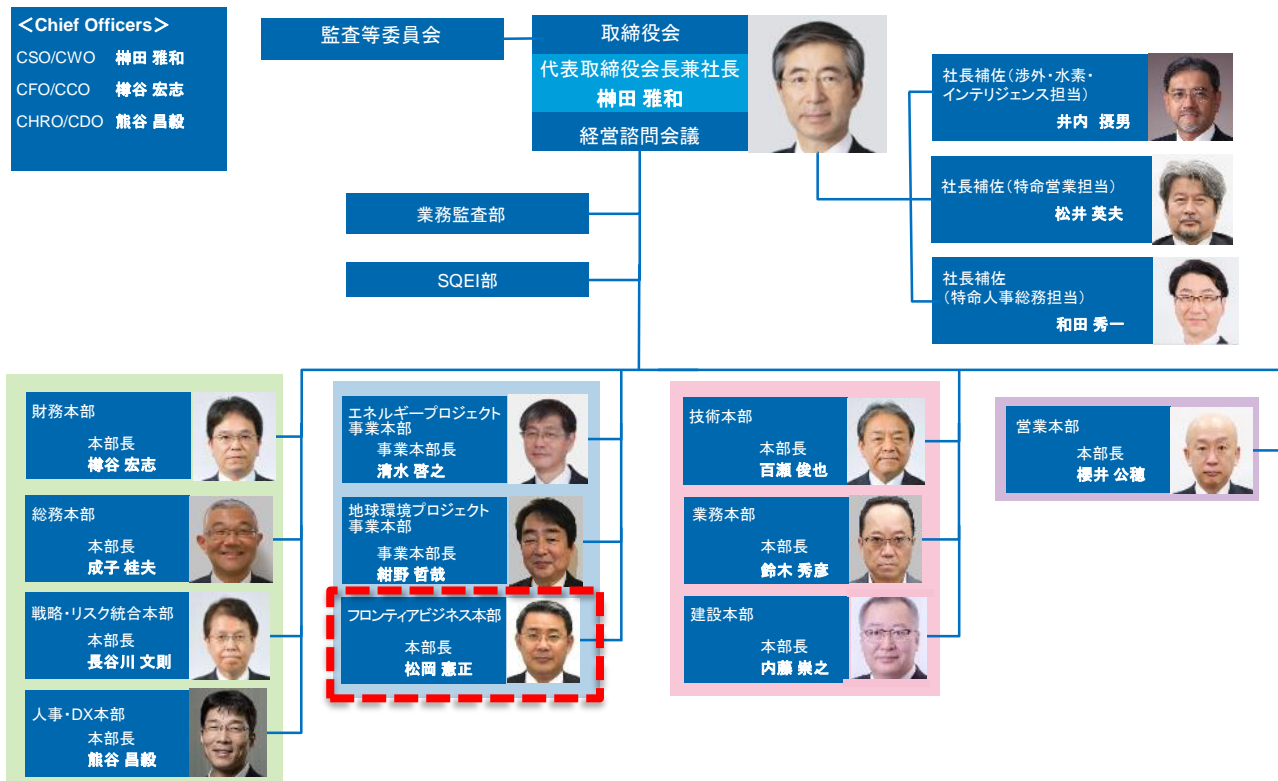 ＜Chief Officers＞
CSO/CWO 榊田 雅和
CFO/CCO 樽谷 宏志
CHRO/CDO 熊谷 昌毅
監査等委員会
取締役会
代表取締役会長兼社長
榊田 雅和
経営諮問会議
社長補佐（渉外・水素・
インテリジェンス担当）
井内 摂男
社長補佐（特命営業担当）
松井 英夫
社長補佐
（特命人事総務担当）
和田 秀一
業務監査部
SQEI部
財務本部
本部長
樽谷 宏志
総務本部
本部長
成子 桂夫
戦略・リスク統合本部
本部長
長谷川 文則
人事・DX本部
本部長
熊谷 昌毅
エネルギープロジェクト
事業本部
事業本部長
清水 啓之
地球環境プロジェクト
事業本部
事業本部長
紺野 哲哉
フロンティアビジネス本部
本部長
松岡 憲正
技術本部
本部長
百瀬 俊也
業務本部
本部長
鈴木 秀彦
建設本部
本部長
内藤 崇之
営業本部
本部長
櫻井 公穂